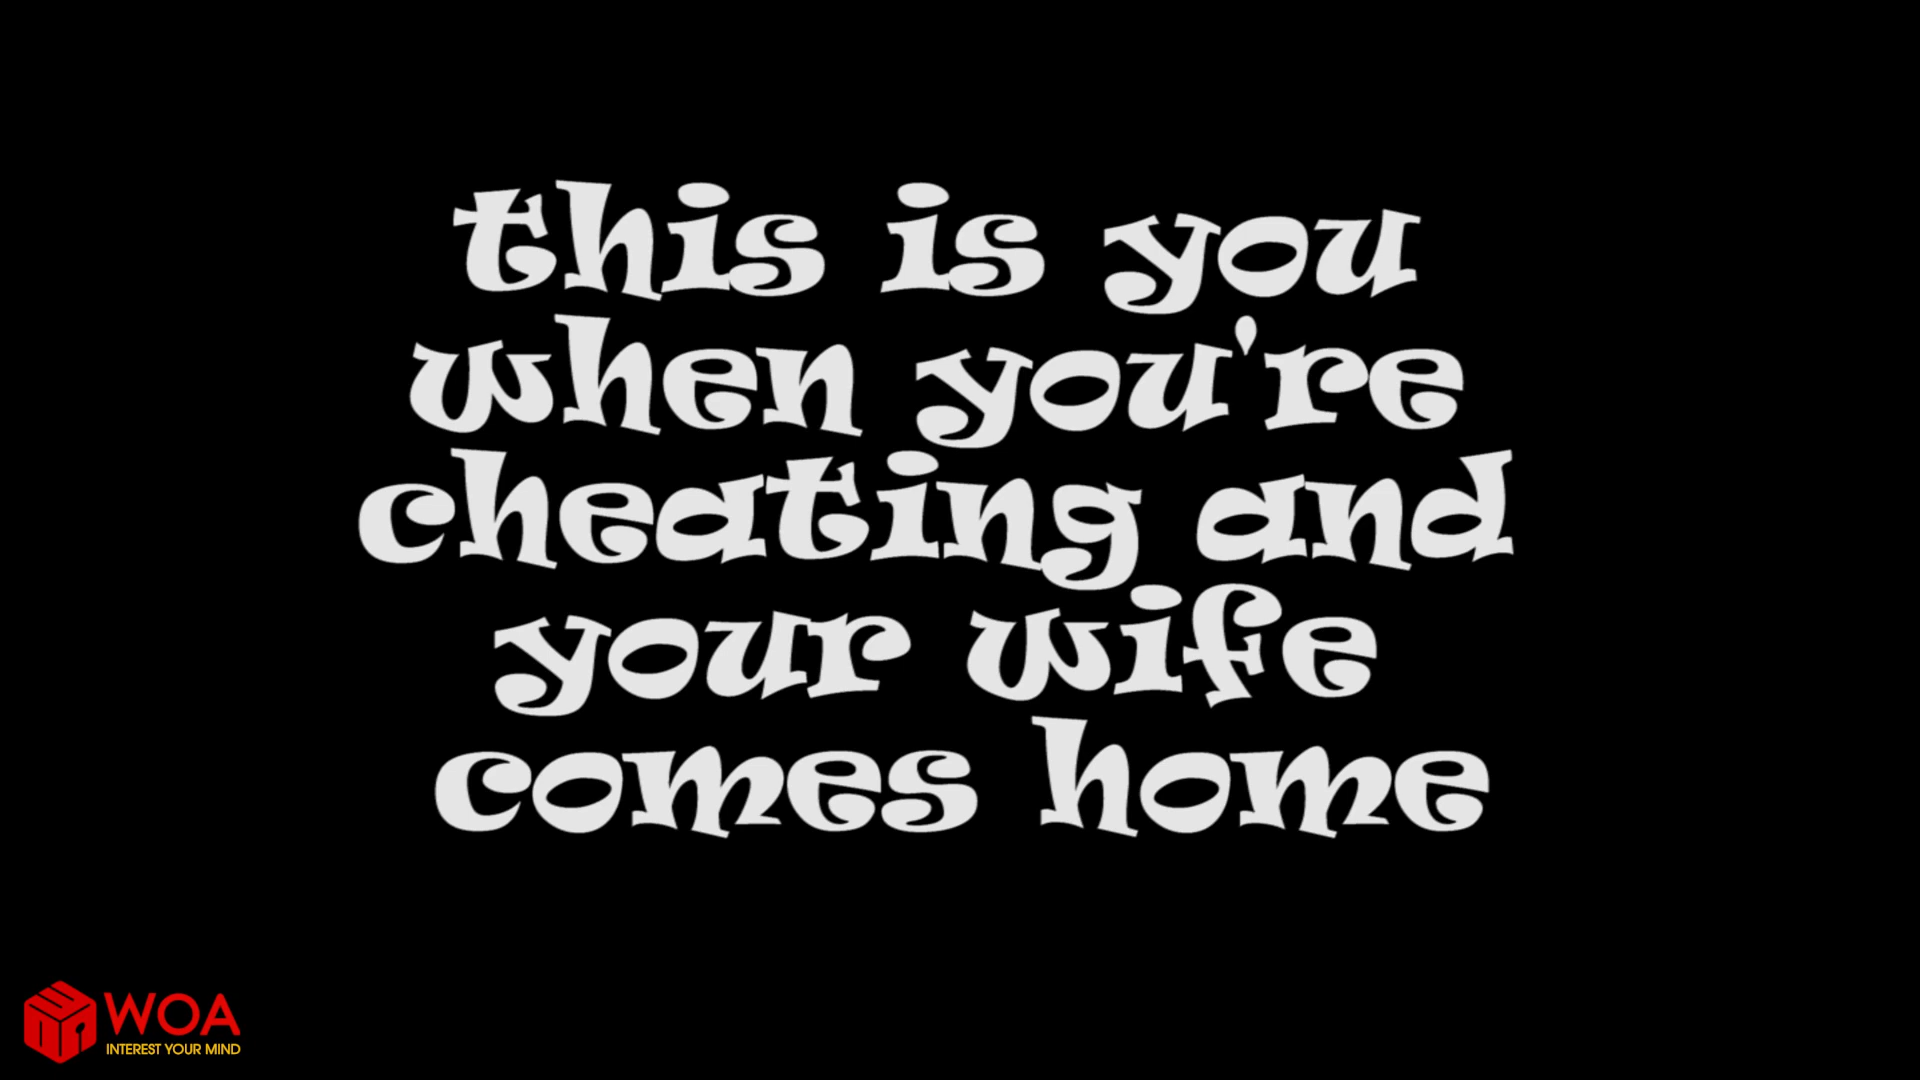 this is you
when you're
cheating and
your wife
comes home
WOA
INTEREST YOUR MIND